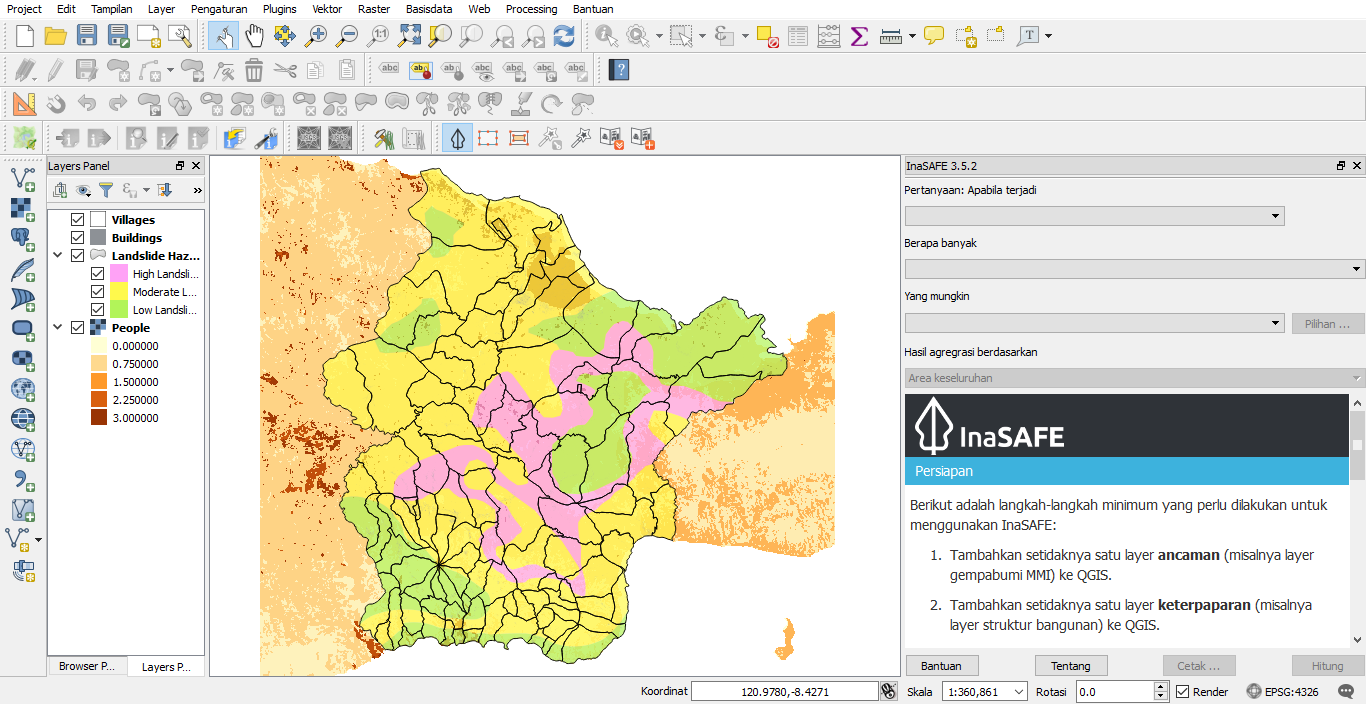 Project Edit Tampilan Layer Pengaturan Plugins Vektor Raster Basisdata Web Processing Bantuan
Layers Panel
Villages
Buildings
Landslide Haz...
High Landsli...
Moderate L...
Low Landsli...
People
0.000000
0.750000
1.500000
2.250000
3.000000
Browser P... Layers P...
InaSAFE 3.5.2
Pertanyaan: Apabila terjadi
Berapa banyak
Yang mungkin
Pilihan ...
Hasil agregrasi berdasarkan
Area keseluruhan
InaSAFE
Persiapan
Berikut adalah langkah-langkah minimum yang perlu dilakukan untuk
menggunakan InaSAFE:
1. Tambahkan setidaknya satu layer ancaman (misalnya layer
gempabumi MMI) ke QGIS.
2. Tambahkan setidaknya satu layer keterpaparan (misalnya
layer struktur bangunan) ke QGIS.
Bantuan Tentang Cetak ... Hitung
Koordinat 120.9780,-8.4271 Skala 1:360,861 Rotasi 0.0 Render EPSG:4326